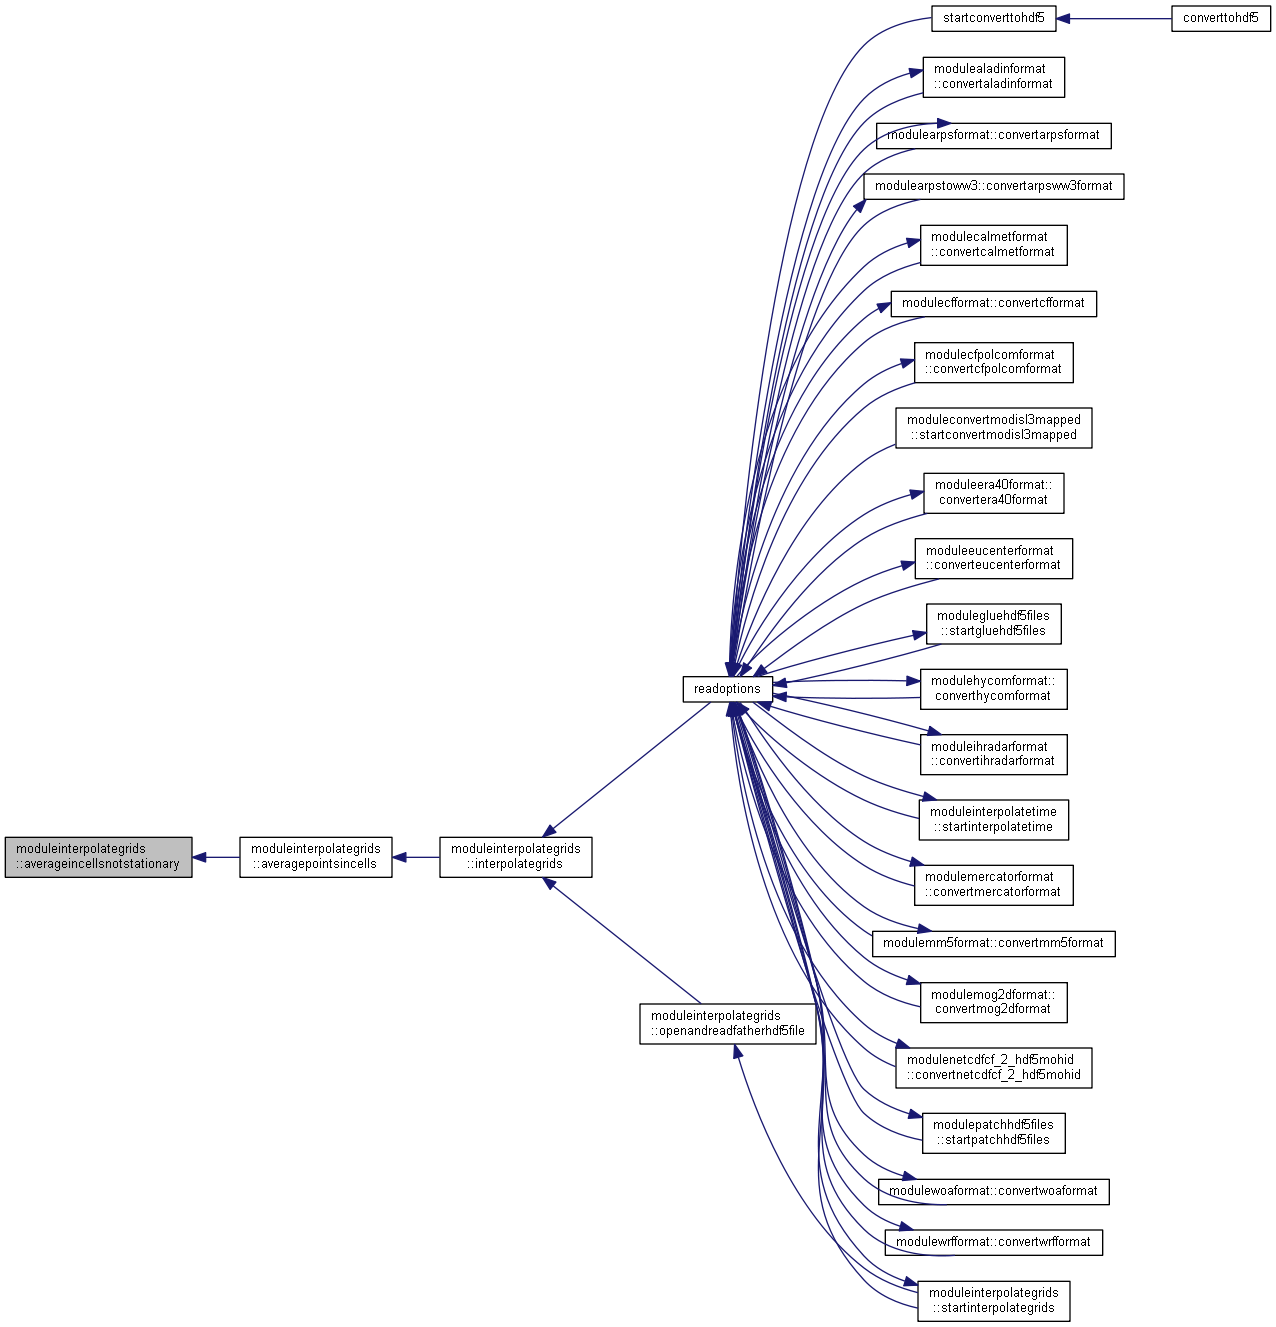 startconverttohdf5
converttohdf5
modulealadinformat
::convertaladinformat
modulearpsformat::convertarpsformat
modulearpstoww3::convertarpsww3format
modulecalmetformat
::convertcalmetformat
modulecfformat::convertcfformat
modulecfpolcomformat
::convertcfpolcomformat
moduleconvertmodisl3mapped
::startconvertmodisl3mapped
moduleera40format::
convertera40format
moduleeucenterformat
::converteucenterformat
modulegluehdf5files
::startgluehdf5files
readoptions
modulehycomformat::
converthycomformat
moduleihradarformat
::convertihradarformat
moduleinterpolatetime
::startinterpolatetime
moduleinterpolategrids
::averageincellsnotstationary
moduleinterpolategrids
::averagepointsincells
moduleinterpolategrids
::interpolategrids
modulemercatorformat
::convertmercatorformat
modulemm5format::convertmm5format
modulemog2dformat::
convertmog2dformat
moduleinterpolategrids
::openandreadfatherhdf5file
modulenetcdfcf_2_hdf5mohid
::convertnetcdfcf_2_hdf5mohid
modulepatchhdf5files
::startpatchhdf5files
modulewoaformat::convertwoaformat
modulewrfformat::convertwrfformat
moduleinterpolategrids
::startinterpolategrids